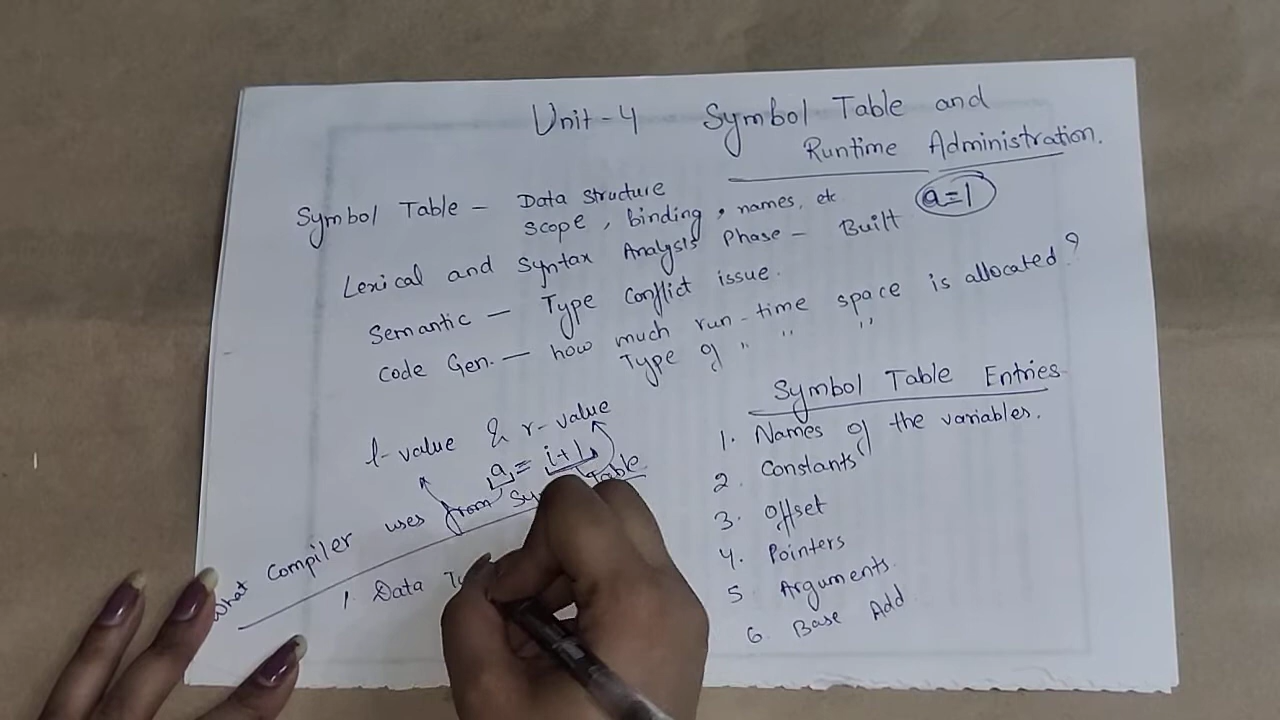 Unit-4 Symbol Table and
Runtime Administration.
Symbol Table - Data structure
scope, binding, names, etc
a=1
Lexical and Syntax Analysis Phase - Built
Semantic - Type Conflict issue.
Code Gen. - how much run-time space is allocated?
Type of " " "
l-value & r-value
a = i+1
What Compiler uses from Table
1. Data
Symbol Table Entries
1. Names of the variables.
2. Constants
3. Offset
4. Pointers
5. Arguments.
6. Base Add.